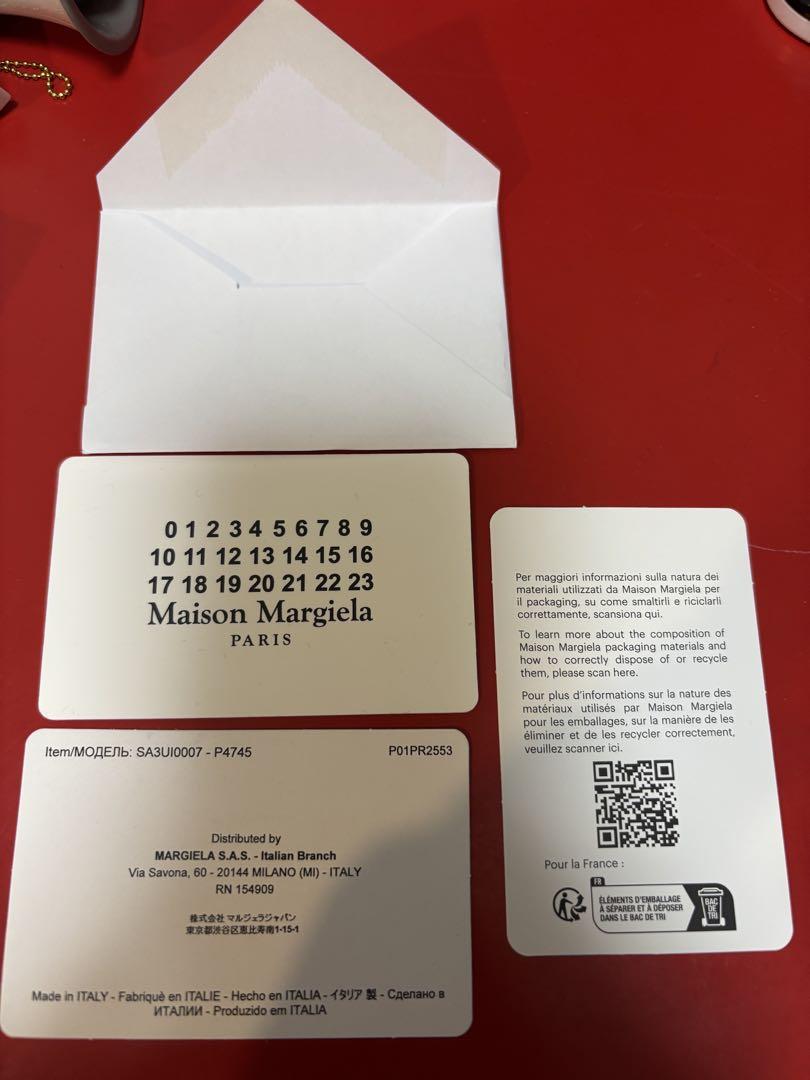 0 1 2 3 4 5 6 7 8 9
10 11 12 13 14 15 16
17 18 19 20 21 22 23
Maison Margiela
PARIS
Item/МОДЕЛЬ: SA3UI0007 - P4745
P01PR2553
Distributed by
MARGIELA S.A.S. - Italian Branch
Via Savona, 60 - 20144 MILANO (MI) - ITALY
RN 154909
株式会社 マルジェラジャパン
東京都渋谷区恵比寿南1-15-1
Made in ITALY - Fabriquè en ITALIE - Hecho en ITALIA - イタリア 製 - Сделано в
ИТАЛИИ - Produzido em ITALIA
Per maggiori informazioni sulla natura dei
materiali utilizzati da Maison Margiela per
il packaging, su come smaltirli e riciclarli
correttamente, scansiona qui.
To learn more about the composition of
Maison Margiela packaging materials and
how to correctly dispose of or recycle
them, please scan here.
Pour plus d'informations sur la nature des
matériaux utilisés par Maison Margiela
pour les emballages, sur la manière de les
éliminer et de les recycler correctement,
veuillez scanner ici.
Pour la France :
FR
ÉLÉMENTS D'EMBALLAGE
À SÉPARER ET À DÉPOSER
DANS LE BAC DE TRI
BAC
DE
TRI